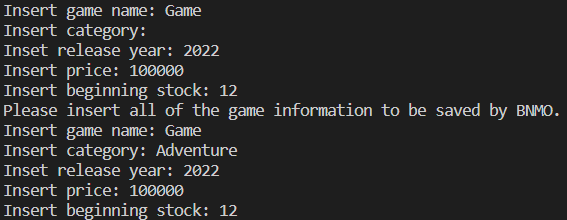 Insert game name: Game
Insert category:
Inset release year: 2022
Insert price: 100000
Insert beginning stock: 12
Please insert all of the game information to be saved by BNMO.
Insert game name: Game
Insert category: Adventure
Inset release year: 2022
Insert price: 100000
Insert beginning stock: 12